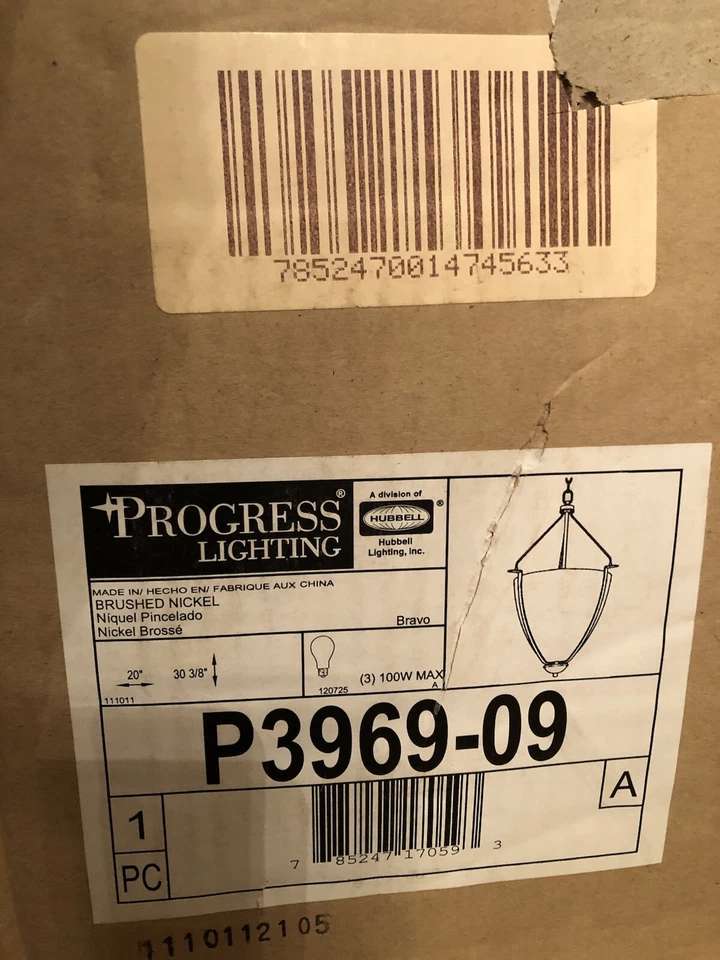 7852470014745633
PROGRESS®
LIGHTING
A division of
HUBBELL®
Hubbell
Lighting, Inc.
MADE IN/ HECHO EN/ FABRIQUE AUX CHINA
BRUSHED NICKEL
Níquel Pincelado
Nickel Brossé
Bravo
20"
30 3/8"
(3) 100W MAX
111011
120725
A
P3969-09
1
PC
A
7 85247 17059 3
1110112105